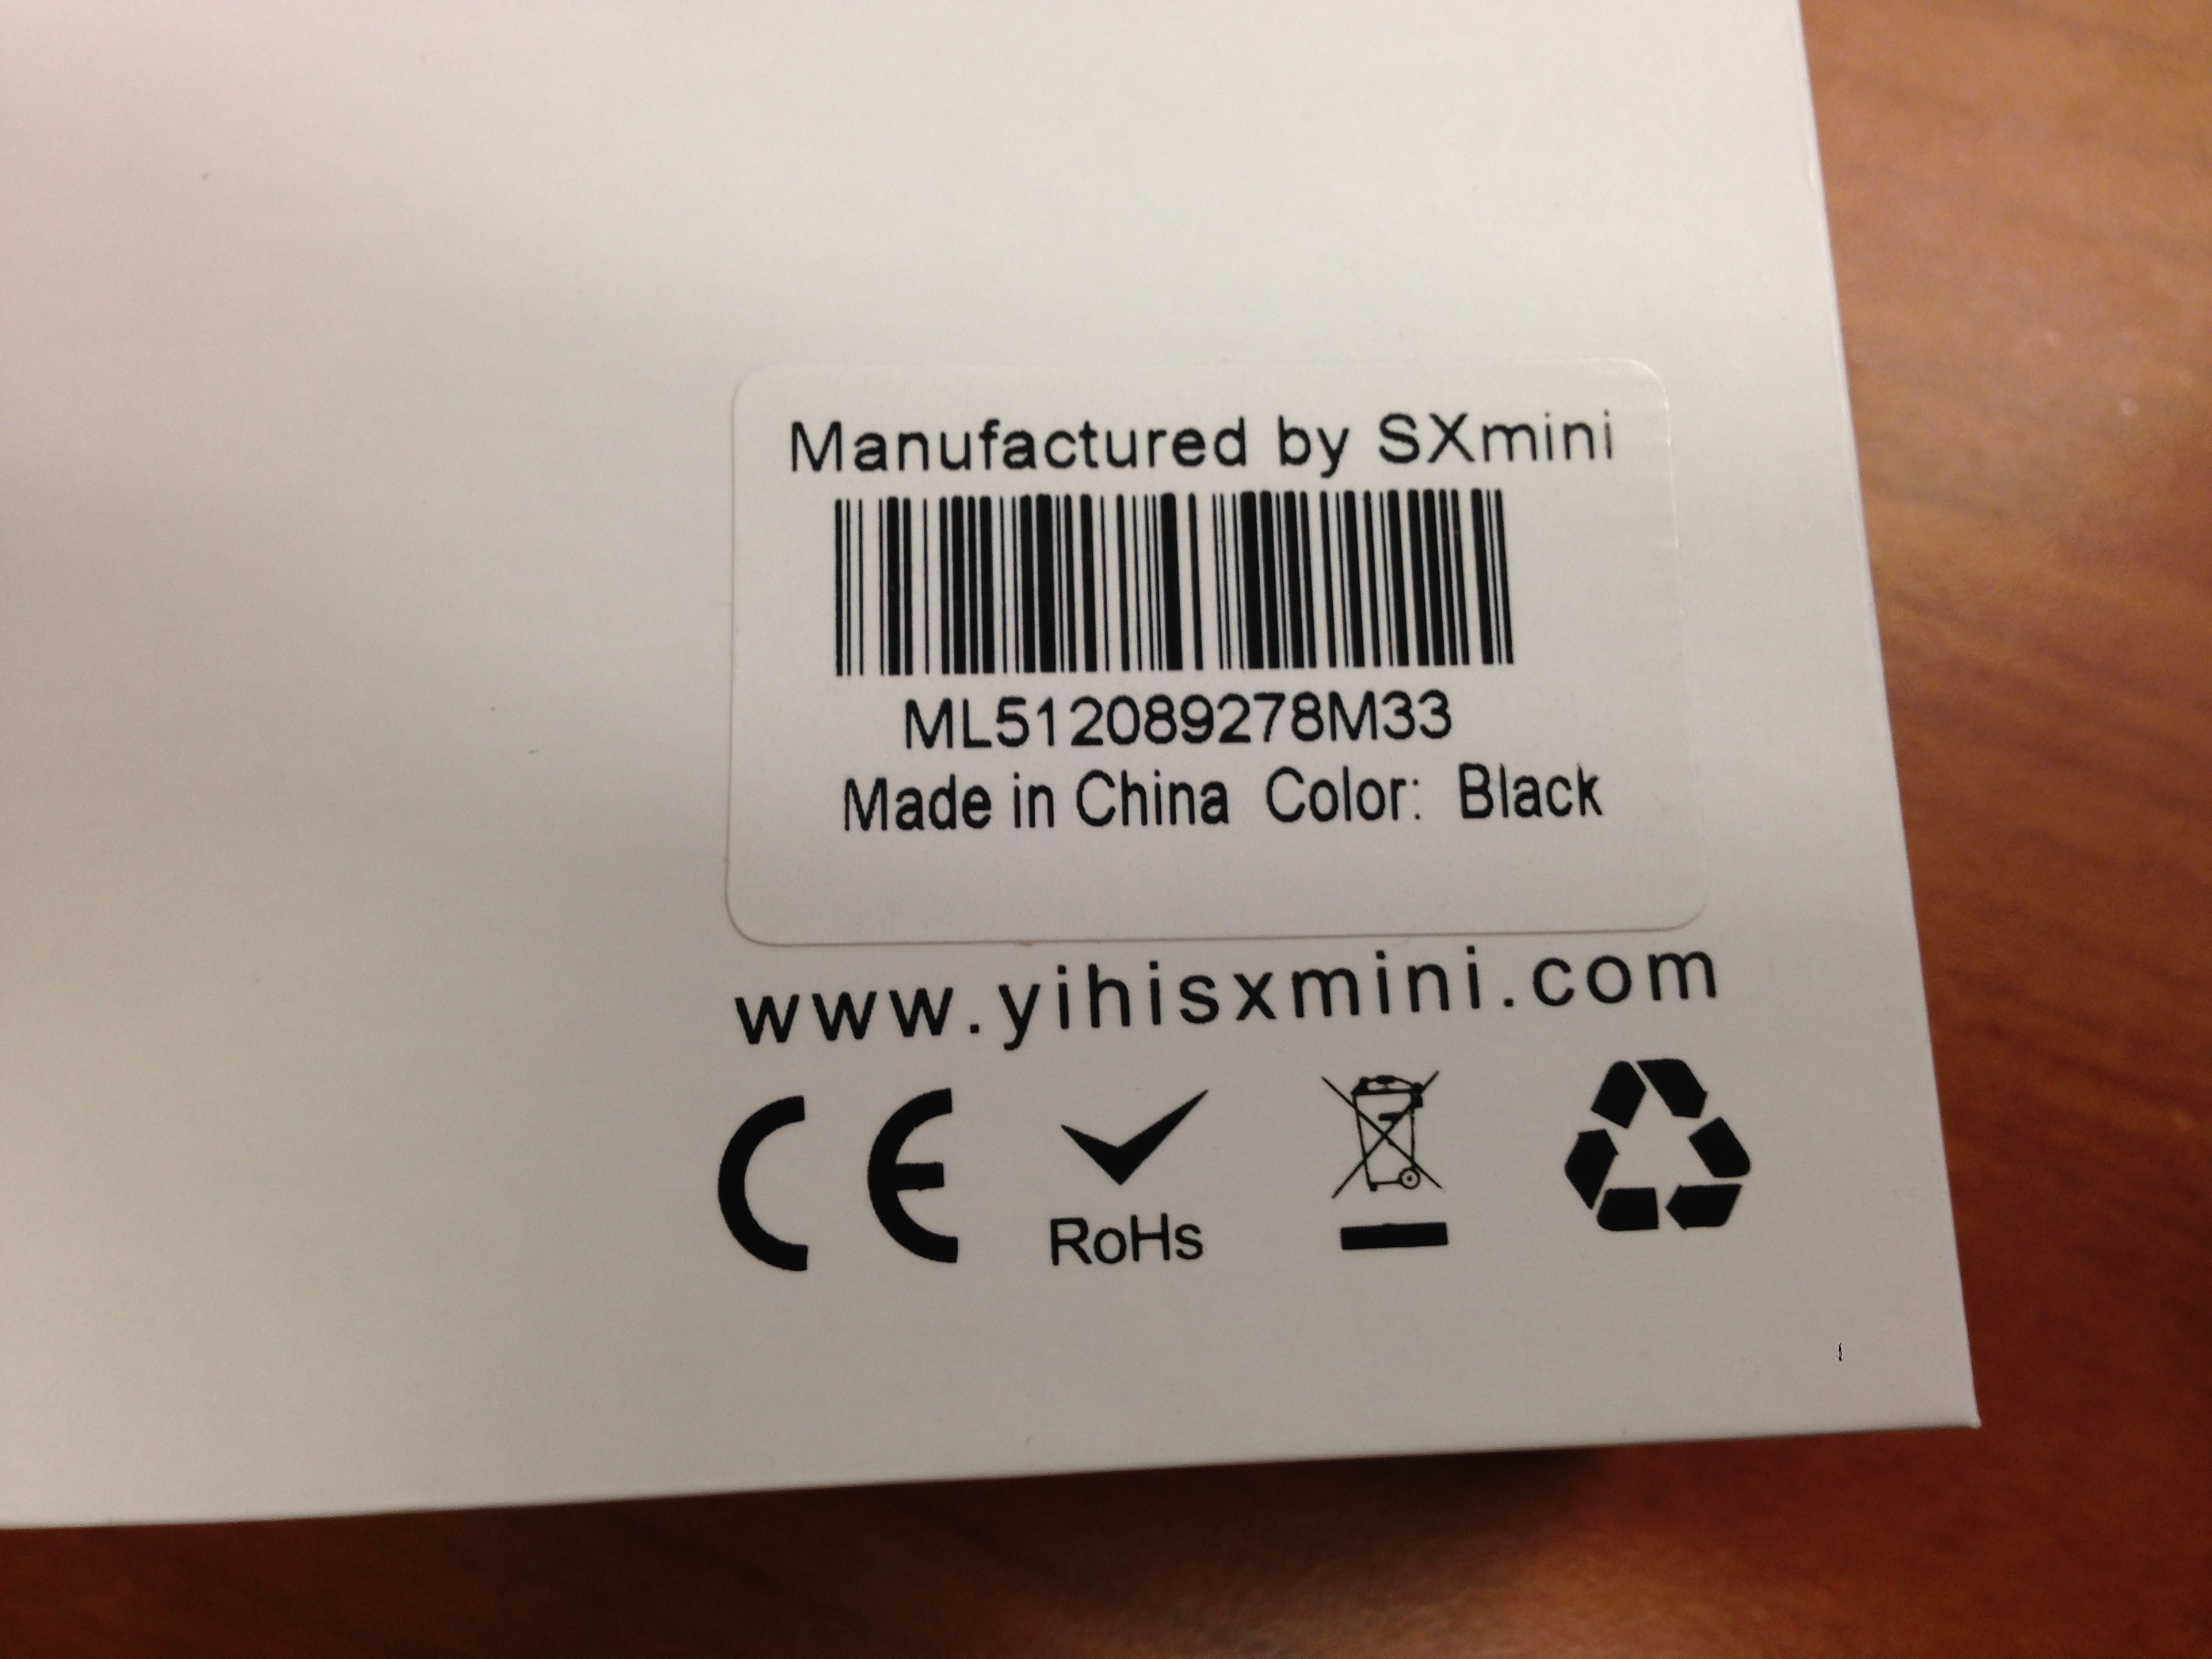 Manufactured by SXmini
ML512089278M33
Made in China Color: Black
www.yihisxmini.com
CE
RoHs